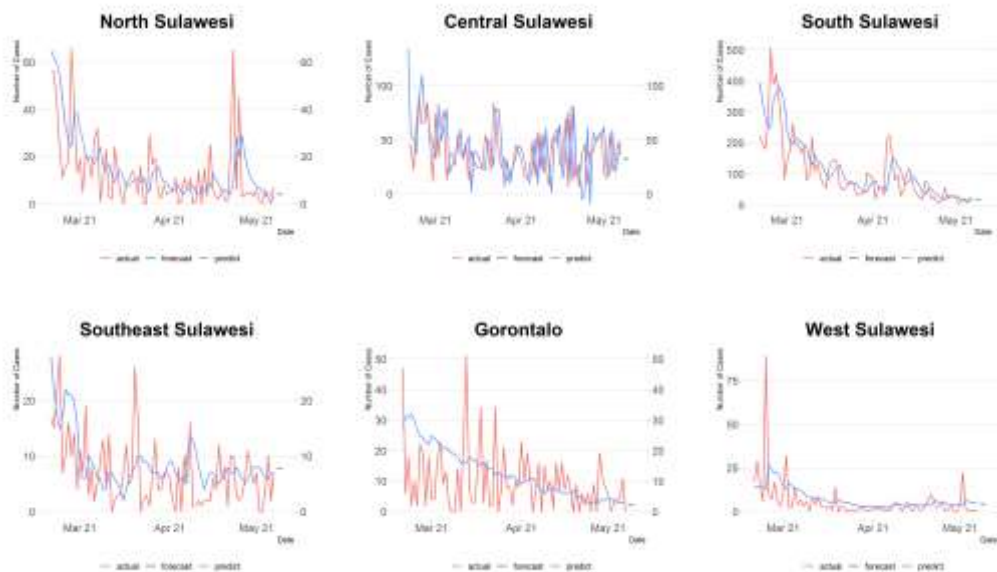 North Sulawesi
Number of Cases
60
40
20
0
60
40
20
0
Mar 21
Apr 21
May 21
Date
actual
forecast
predict
Central Sulawesi
Number of Cases
100
50
0
100
50
0
Mar 21
Apr 21
May 21
Date
actual
forecast
predict
South Sulawesi
Number of Cases
500
400
300
200
100
0
Mar 21
Apr 21
May 21
Date
actual
forecast
predict
Southeast Sulawesi
Number of Cases
20
10
0
20
10
0
Mar 21
Apr 21
May 21
Date
actual
forecast
predict
Gorontalo
Number of Cases
50
40
30
20
10
0
50
40
30
20
10
0
Mar 21
Apr 21
May 21
Date
actual
forecast
predict
West Sulawesi
Number of Cases
75
50
25
0
Mar 21
Apr 21
May 21
Date
actual
forecast
predict